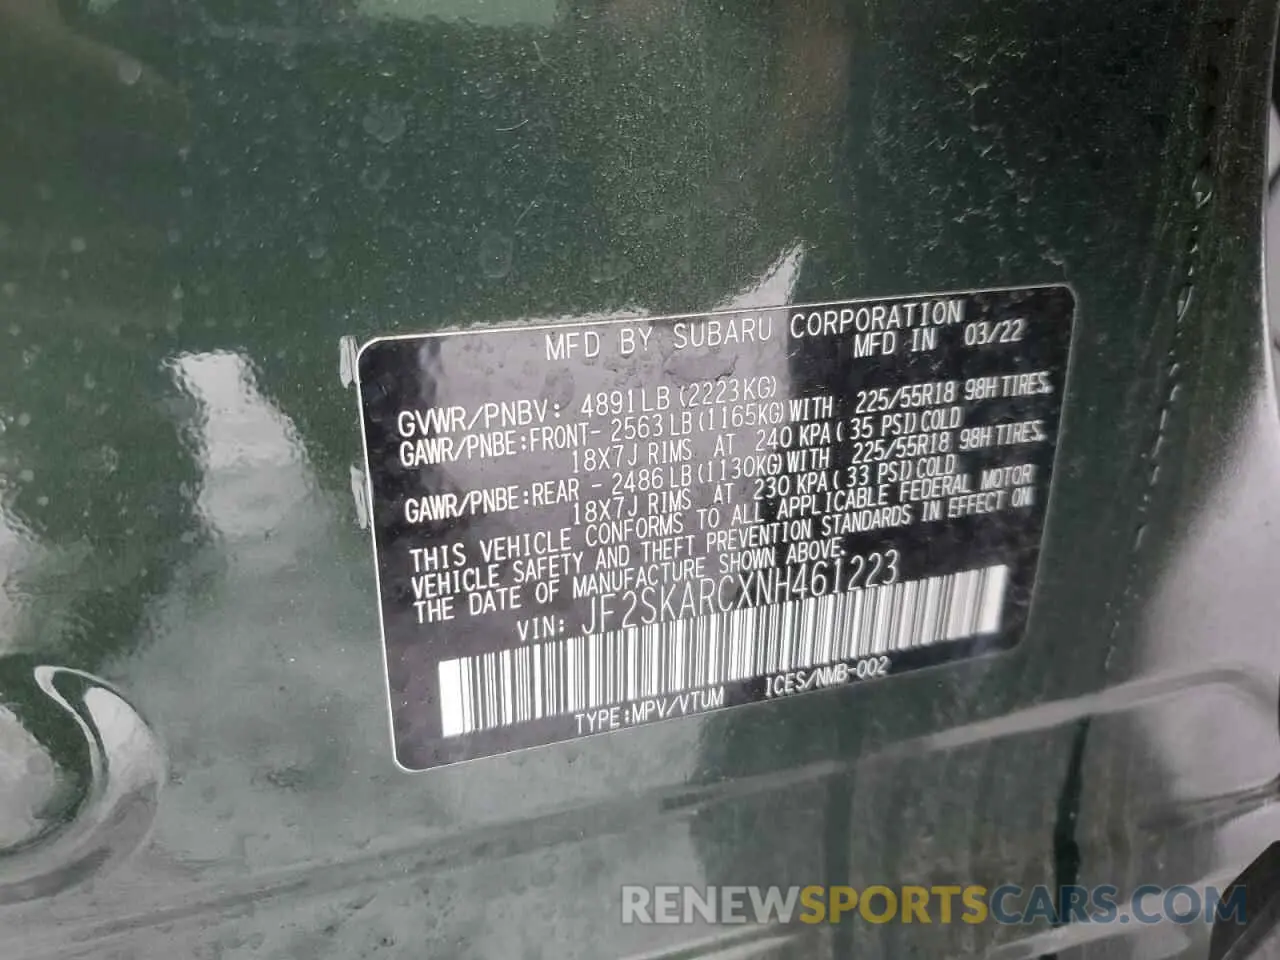 MFD BY SUBARU CORPORATION
MFD IN 03/22
GVWR/PNBV: 4891LB(2223KG)
GAWR/PNBE:FRONT- 2563LB(1165KG)WITH 225/55R18 98HTIRES.
18X7J RIMS AT 240 KPA( 35 PSI)COLD
GAWR/PNBE:REAR - 2486LB(1130KG)WITH 225/55R18 98HTIRES.
18X7J RIMS AT 230 KPA( 33 PSI)COLD
THIS VEHICLE CONFORMS TO ALL APPLICABLE FEDERAL MOTOR
VEHICLE SAFETY AND THEFT PREVENTION STANDARDS IN EFFECT ON
THE DATE OF MANUFACTURE SHOWN ABOVE.
VIN: JF2SKARCXNH461223
TYPE:MPV/VTUM ICES/NMB-002
RENEWSPORTSCARS.COM